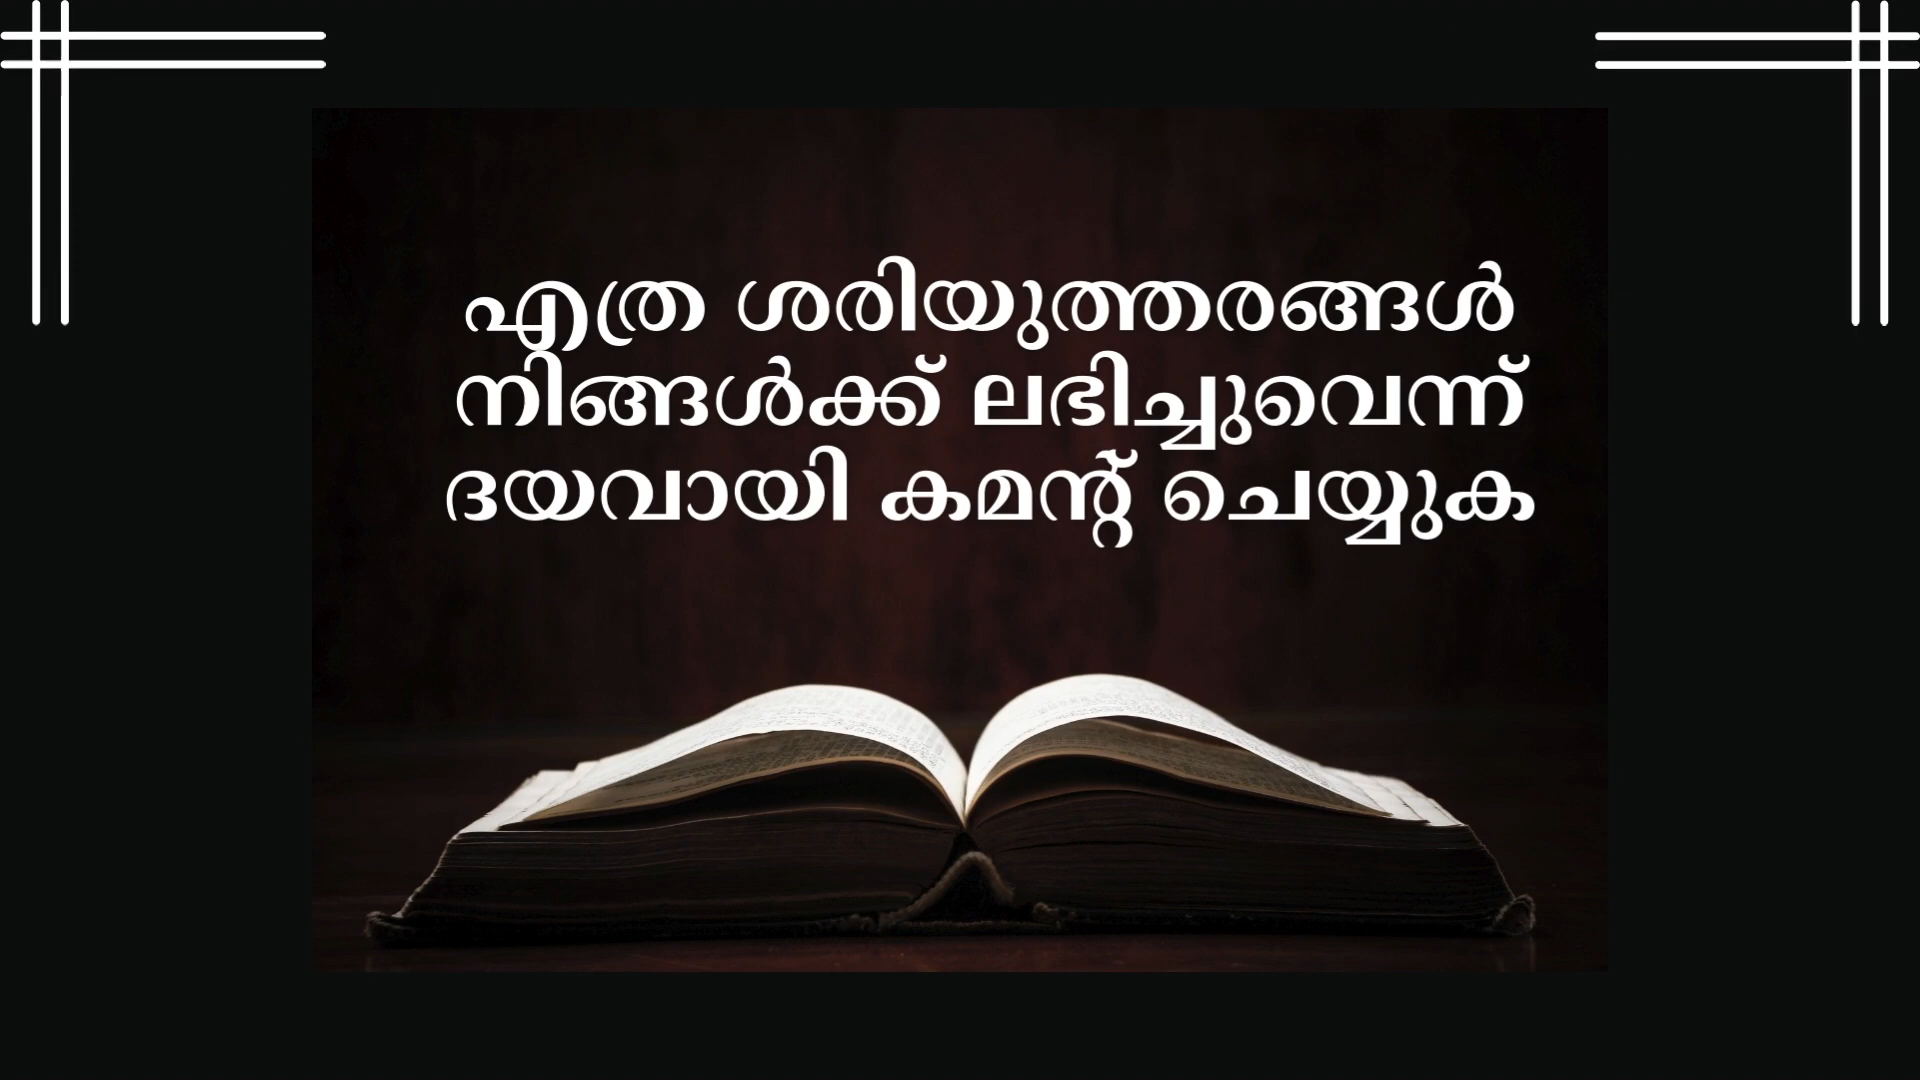 എത്ര ശരിയുത്തരങ്ങൾ
നിങ്ങൾക്ക് ലഭിച്ചുവെന്ന്
ദയവായി കമന്റ് ചെയ്യുക